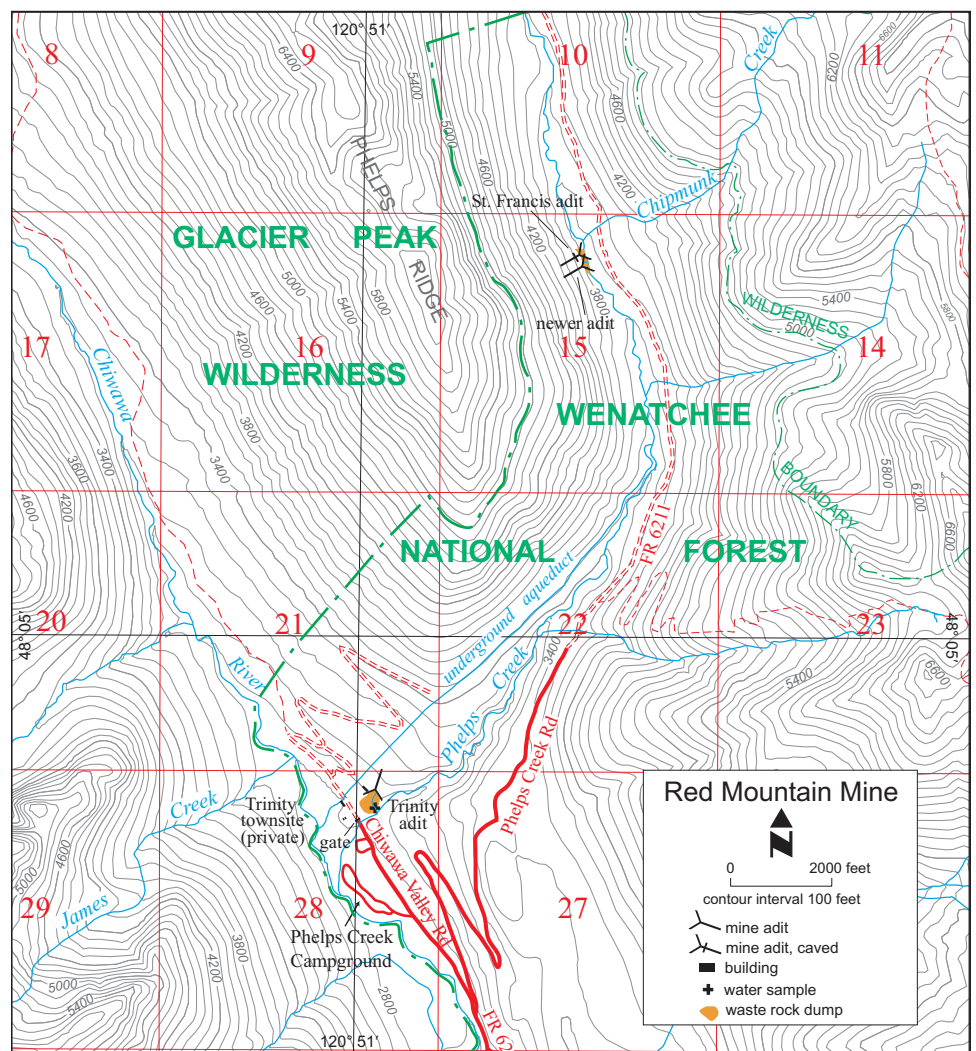 120° 51'
8
9
10
11
Creek
6400
5400
6600
6200
4600
5000
4600
4200
PHELPS
RIDGE
St. Francis adit
Chipmunk
GLACIER PEAK
WILDERNESS
4200
3800
newer adit
5000
4600
5400
5800
4200
3800
3400
WILDERNESS
5400
5000
5800
17
16
15
14
Chiwawa
River
3600
3400
4600
4200
WENATCHEE
NATIONAL
FOREST
BOUNDARY
5800
6200
6600
FR 6211
underground aqueduct
48° 05'
20
21
22
23
48° 05'
3400
Phelps
Creek
5400
6600
Phelps Creek Rd
Creek
James
Trinity
townsite
(private)
gate
Trinity
adit
Chiwawa Valley Rd
4600
5000
29
28
27
Phelps Creek
Campground
3800
4200
5000
5400
2800
FR 62
120° 51'
Red Mountain Mine
N
0 2000 feet
contour interval 100 feet
mine adit
mine adit, caved
building
water sample
waste rock dump